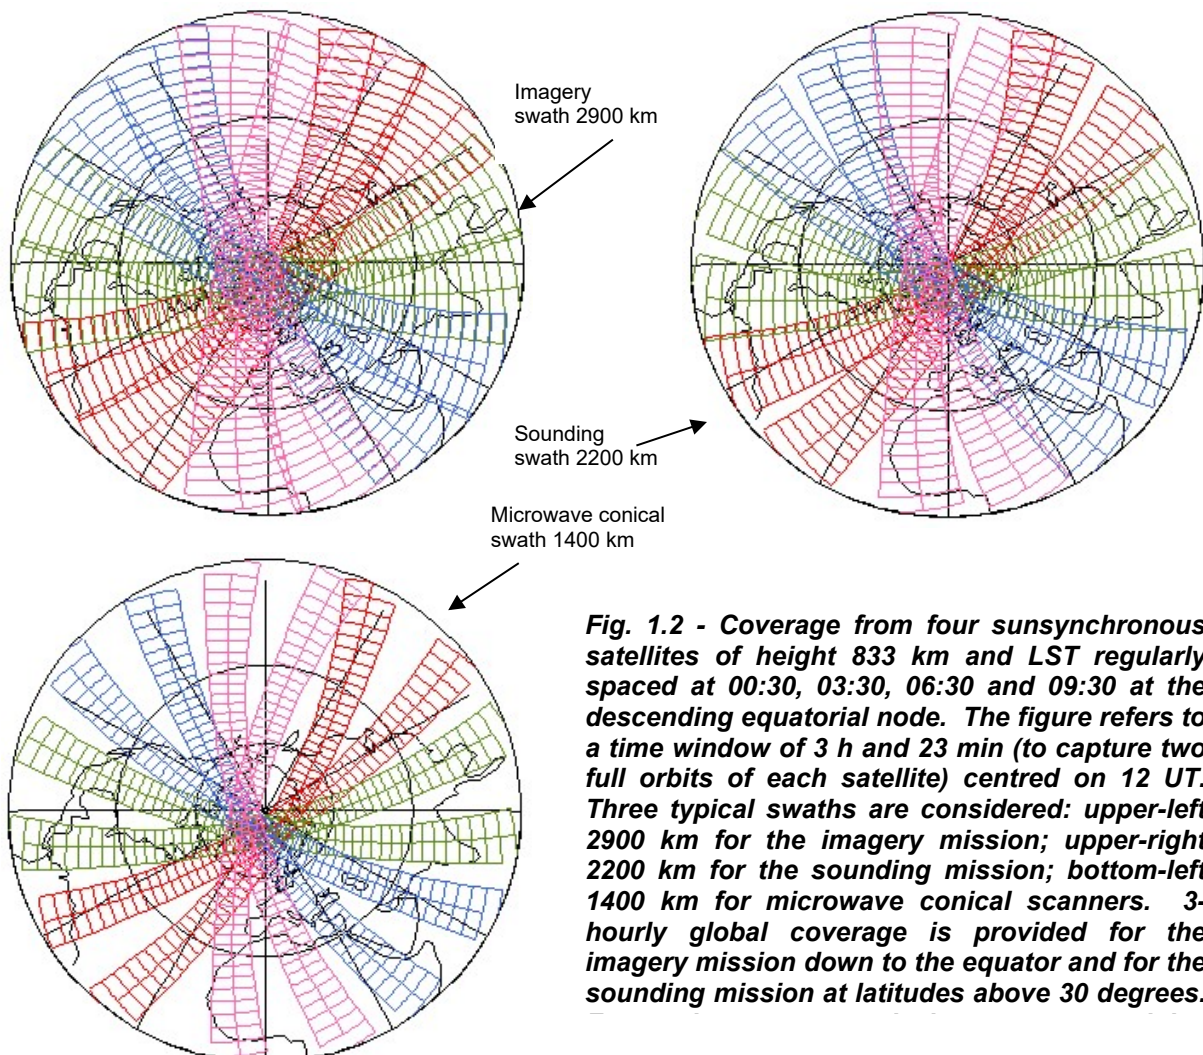 Imagery
swath 2900 km
Sounding
swath 2200 km
Microwave conical
swath 1400 km
Fig. 1.2 - Coverage from four sunsynchronous
satellites of height 833 km and LST regularly
spaced at 00:30, 03:30, 06:30 and 09:30 at the
descending equatorial node. The figure refers to
a time window of 3 h and 23 min (to capture two
full orbits of each satellite) centred on 12 UT.
Three typical swaths are considered: upper-left
2900 km for the imagery mission; upper-right
2200 km for the sounding mission; bottom-left
1400 km for microwave conical scanners. 3-
hourly global coverage is provided for the
imagery mission down to the equator and for the
sounding mission at latitudes above 30 degrees.